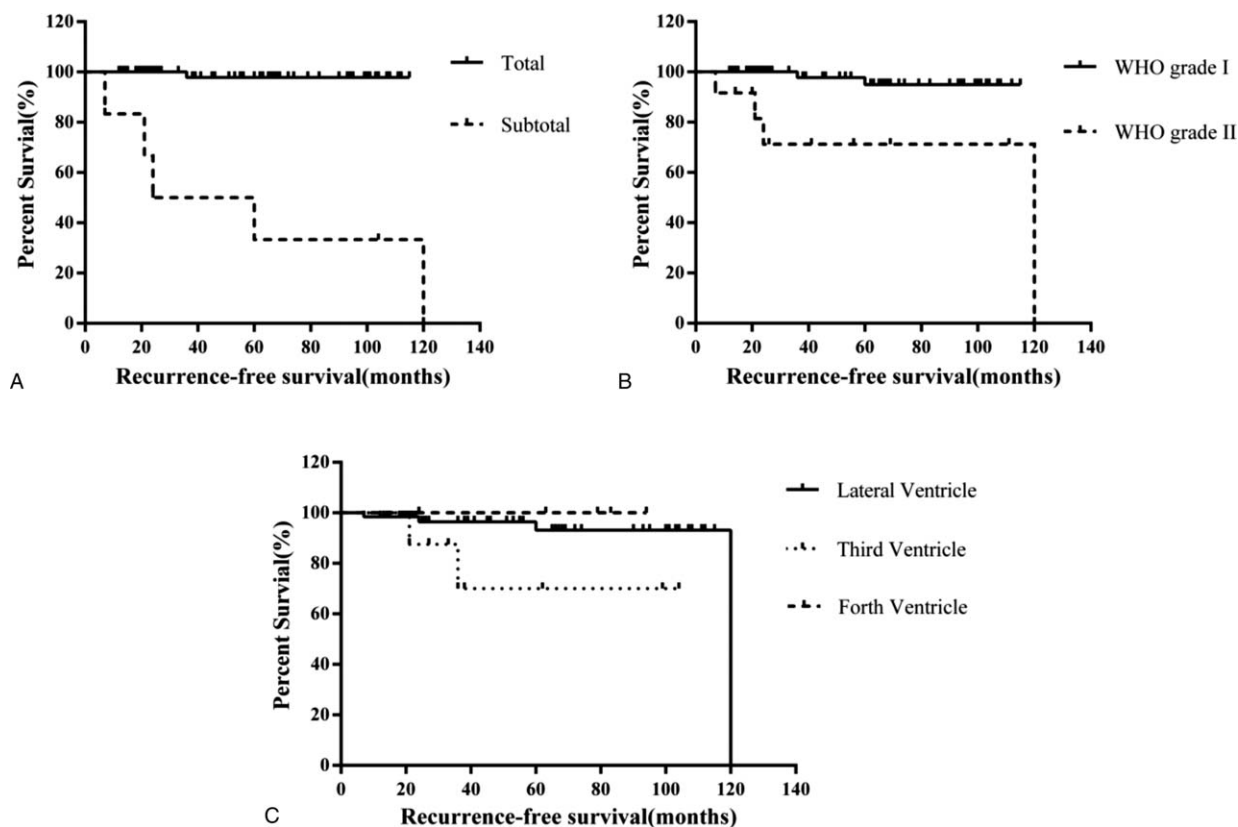 120
100
80
60
40
20
0
Percent Survial(%)
0 20 40 60 80 100 120 140
Recurrence-free survival(months)
Total
Subtotal
A
120
100
80
60
40
20
0
Percent Survial(%)
0 20 40 60 80 100 120 140
Recurrence-free survival(months)
WHO grade I
WHO grade II
B
120
100
80
60
40
20
0
Percent Survial(%)
0 20 40 60 80 100 120 140
Recurrence-free survival(months)
Lateral Ventricle
Third Ventricle
Forth Ventricle
C